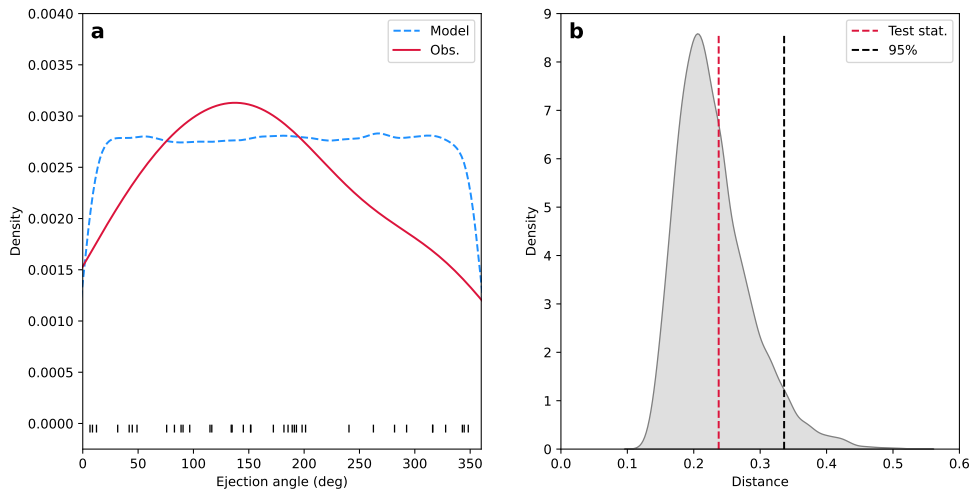 a
Model
Obs.
0.0040
0.0035
0.0030
0.0025
0.0020
0.0015
0.0010
0.0005
0.0000
Density
0 50 100 150 200 250 300 350
Ejection angle (deg)
b
Test stat.
95%
9
8
7
6
5
4
3
2
1
0
Density
0.0 0.1 0.2 0.3 0.4 0.5 0.6
Distance